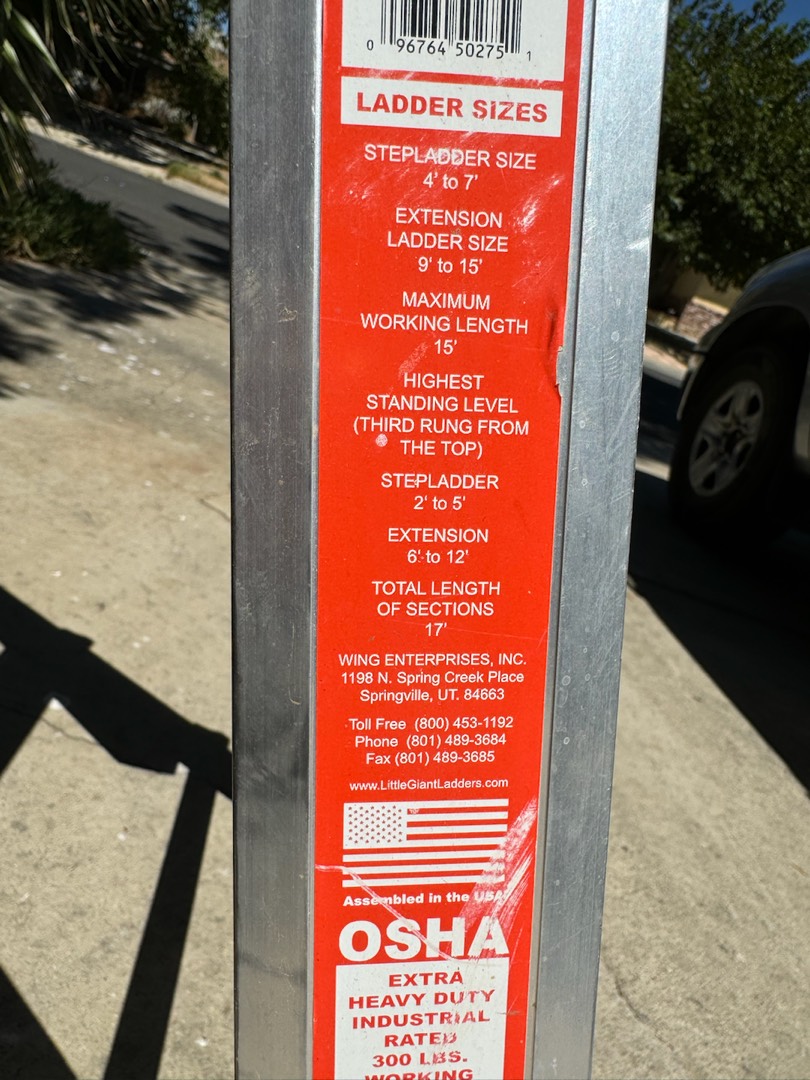 0 96764 50275 1
LADDER SIZES
STEPLADDER SIZE
4' to 7'
EXTENSION
LADDER SIZE
9' to 15'
MAXIMUM
WORKING LENGTH
15'
HIGHEST
STANDING LEVEL
(THIRD RUNG FROM
THE TOP)
STEPLADDER
2' to 5'
EXTENSION
6' to 12'
TOTAL LENGTH
OF SECTIONS
17'
WING ENTERPRISES, INC.
1198 N. Spring Creek Place
Springville, UT. 84663
Toll Free (800) 453-1192
Phone (801) 489-3684
Fax (801) 489-3685
www.LittleGiantLadders.com
Assembled in the USA
OSHA
EXTRA
HEAVY DUTY
INDUSTRIAL
RATED
300 LBS.
WORKING